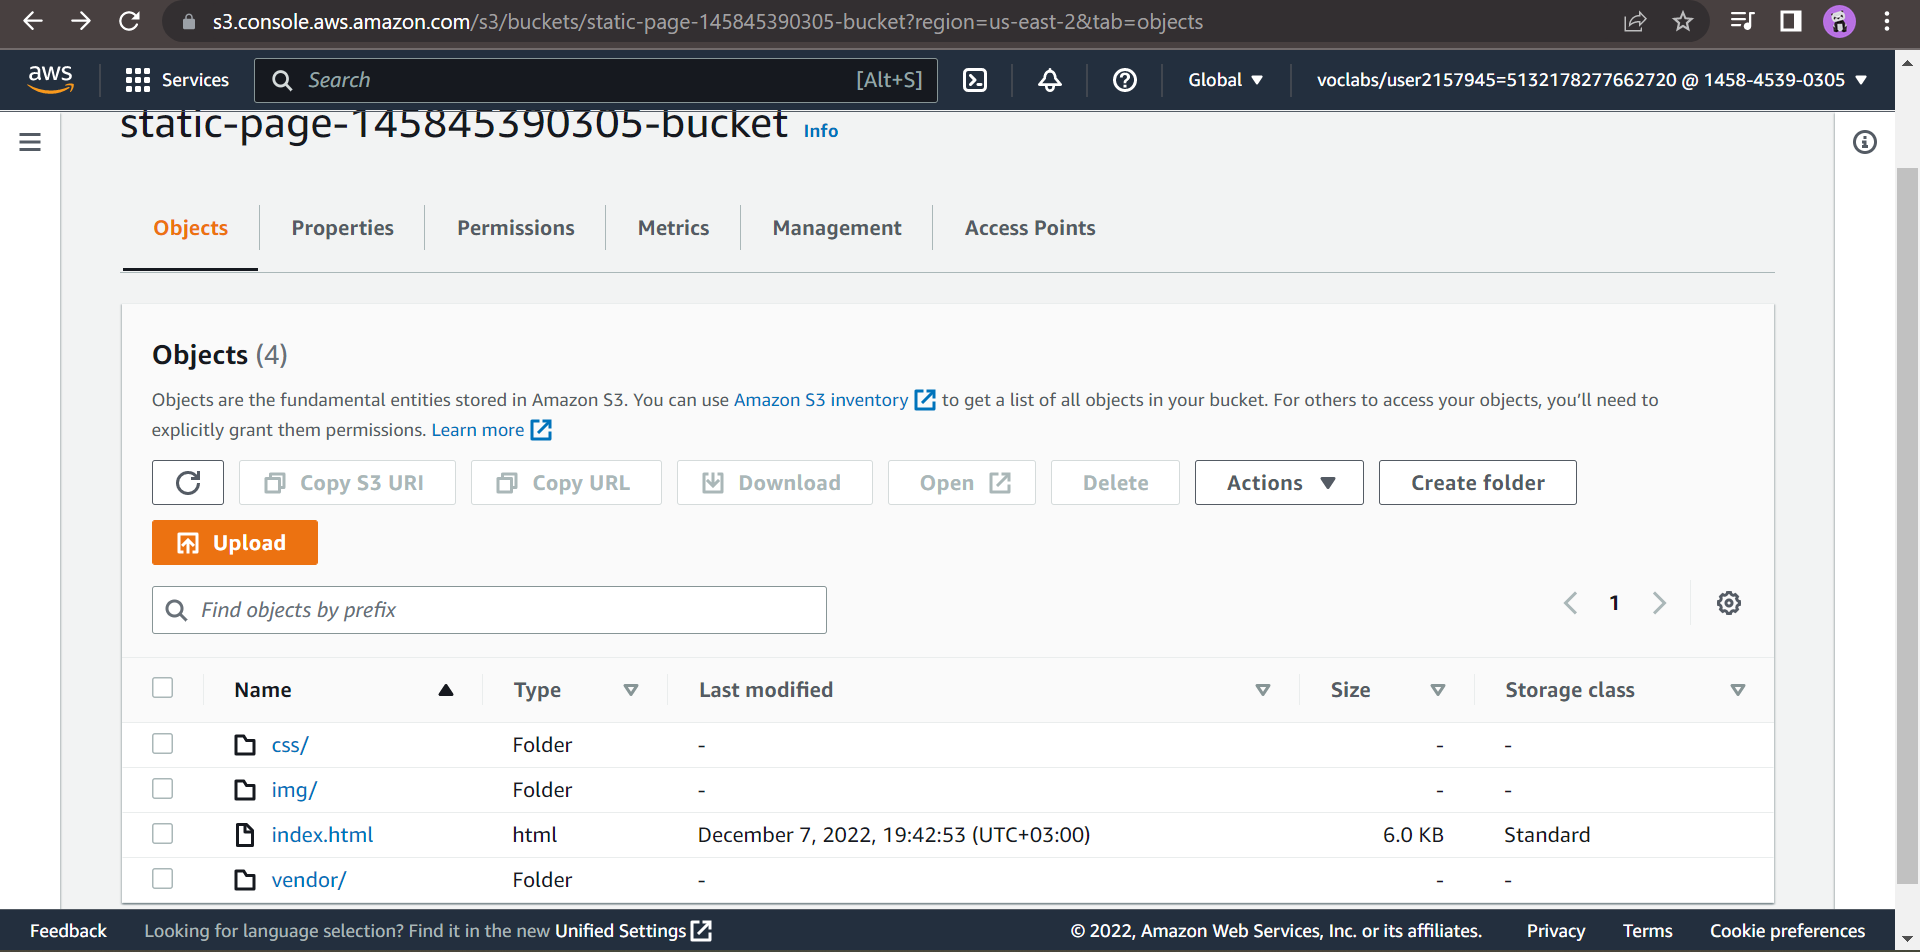 s3.console.aws.amazon.com/s3/buckets/static-page-145845390305-bucket?region=us-east-2&tab=objects
aws
Services
Search
[Alt+S]
Global
voclabs/user2157945=5132178277662720 @ 1458-4539-0305
static-page-145845390305-bucket Info
Objects
Properties
Permissions
Metrics
Management
Access Points
Objects (4)
Objects are the fundamental entities stored in Amazon S3. You can use Amazon S3 inventory to get a list of all objects in your bucket. For others to access your objects, you'll need to
explicitly grant them permissions. Learn more
Copy S3 URI
Copy URL
Download
Open
Delete
Actions
Create folder
Upload
Find objects by prefix
1
Name Type Last modified Size Storage class
css/ Folder - - -
img/ Folder - - -
index.html html December 7, 2022, 19:42:53 (UTC+03:00) 6.0 KB Standard
vendor/ Folder - - -
Feedback
Looking for language selection? Find it in the new Unified Settings
© 2022, Amazon Web Services, Inc. or its affiliates.
Privacy
Terms
Cookie preferences